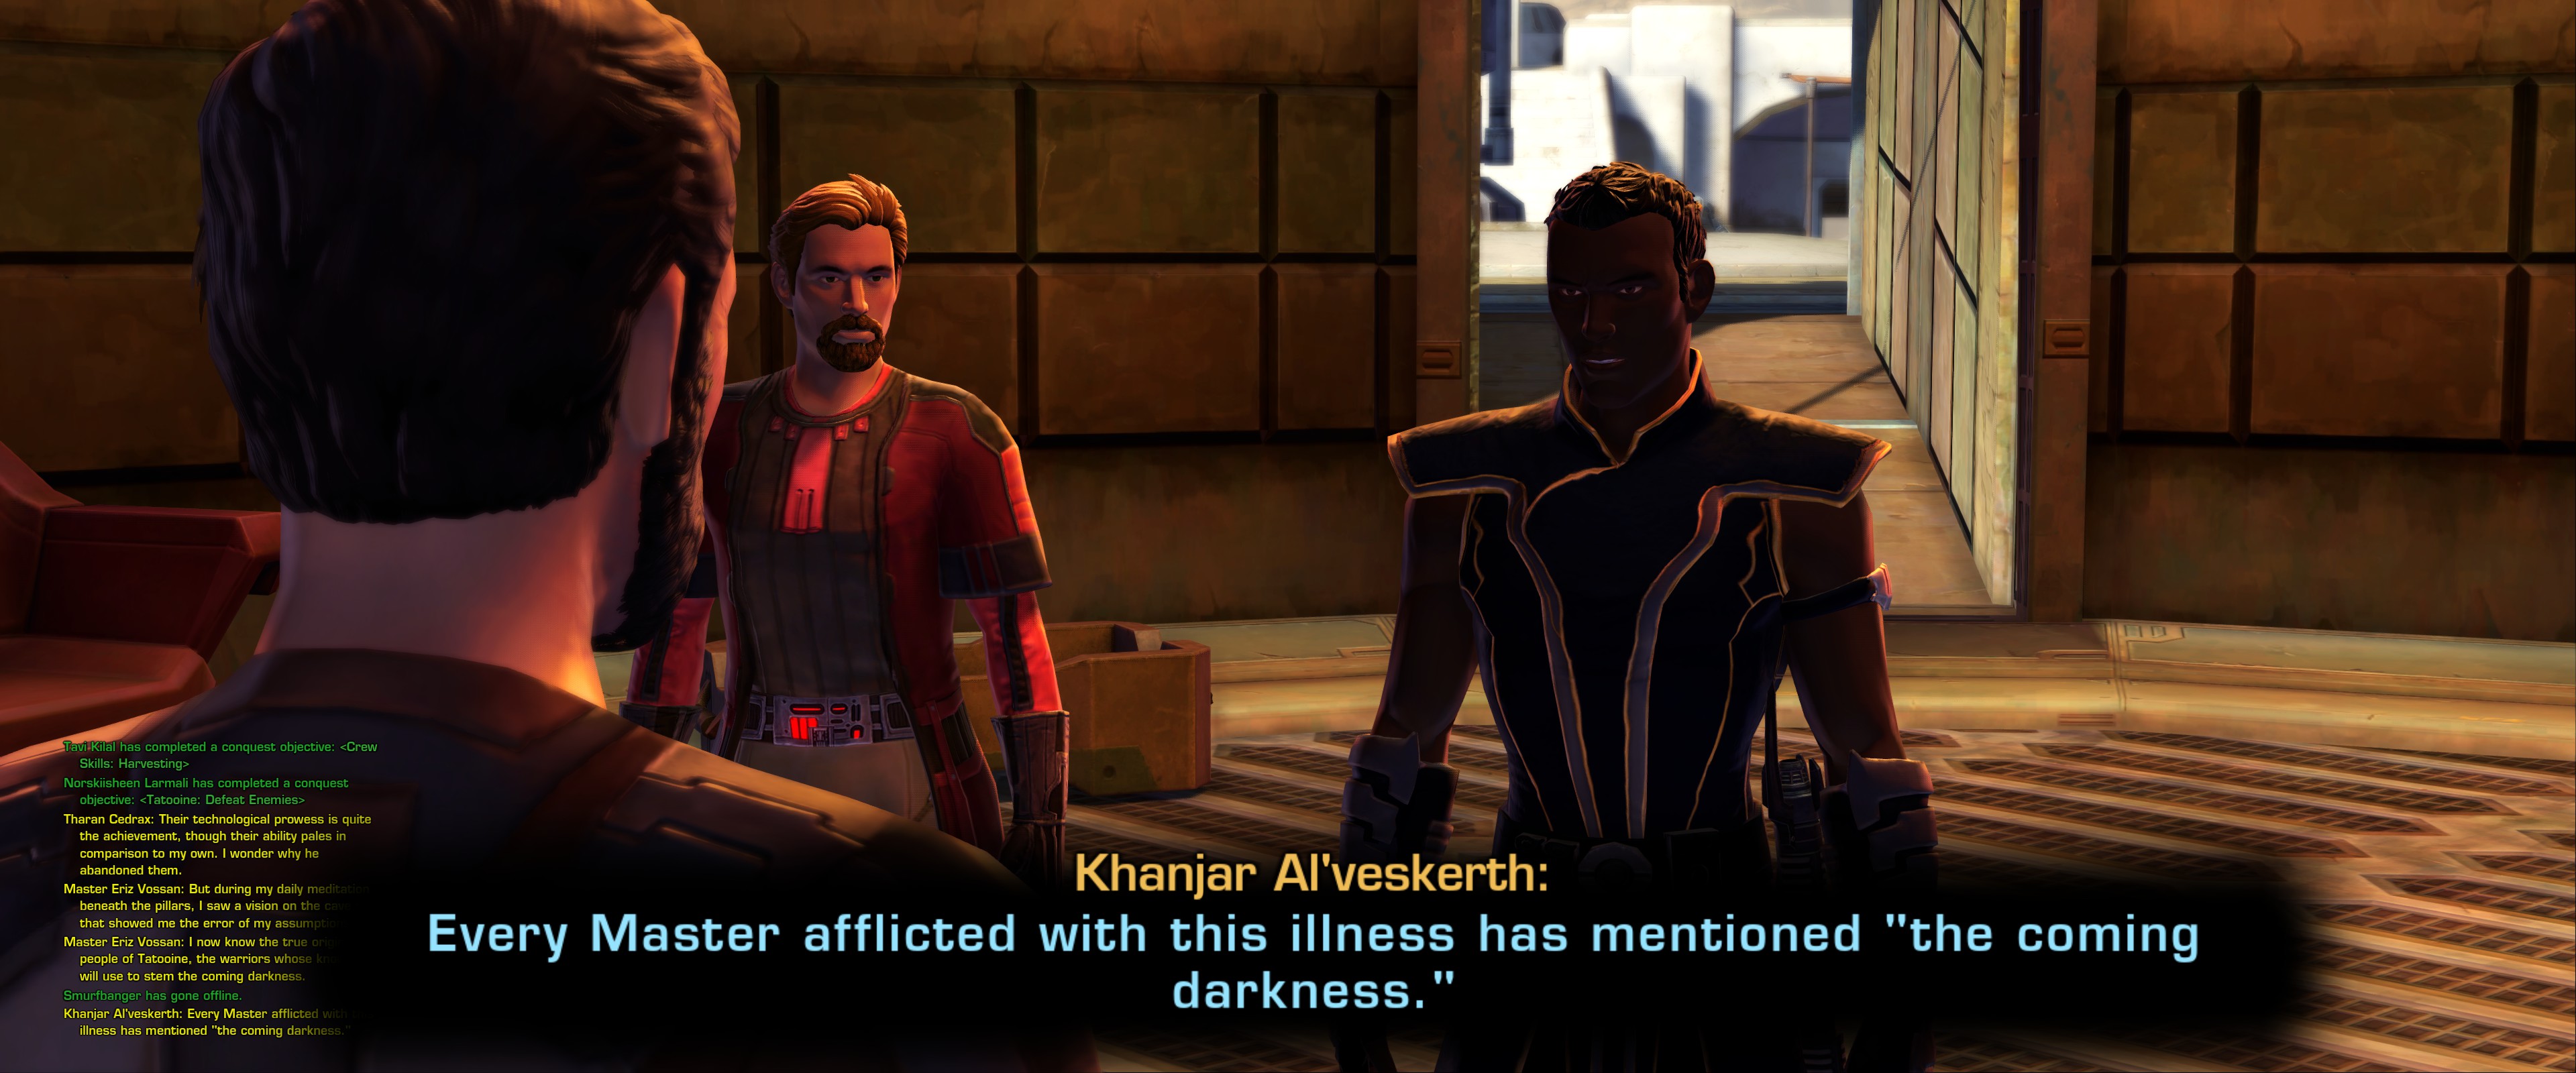 Tavi Kilal has completed a conquest objective: <Crew
Skills: Harvesting>
Norskiisheen Larmali has completed a conquest
objective: <Tatooine: Defeat Enemies>
Tharan Cedrax: Their technological prowess is quite
the achievement, though their ability pales in
comparison to my own. I wonder why he
abandoned them.
Master Eriz Vossan: But during my daily meditation
beneath the pillars, I saw a vision on the
that showed me the error of my
Master Eriz Vossan: I now know the true
people of Tatooine, the warriors whose
will use to stem the coming darkness.
Smurfbanger has gone offline.
Khanjar Al'veskerth: Every Master afflicted with
illness has mentioned "the coming darkness."
Khanjar Al'veskerth:
Every Master afflicted with this illness has mentioned "the coming
darkness."